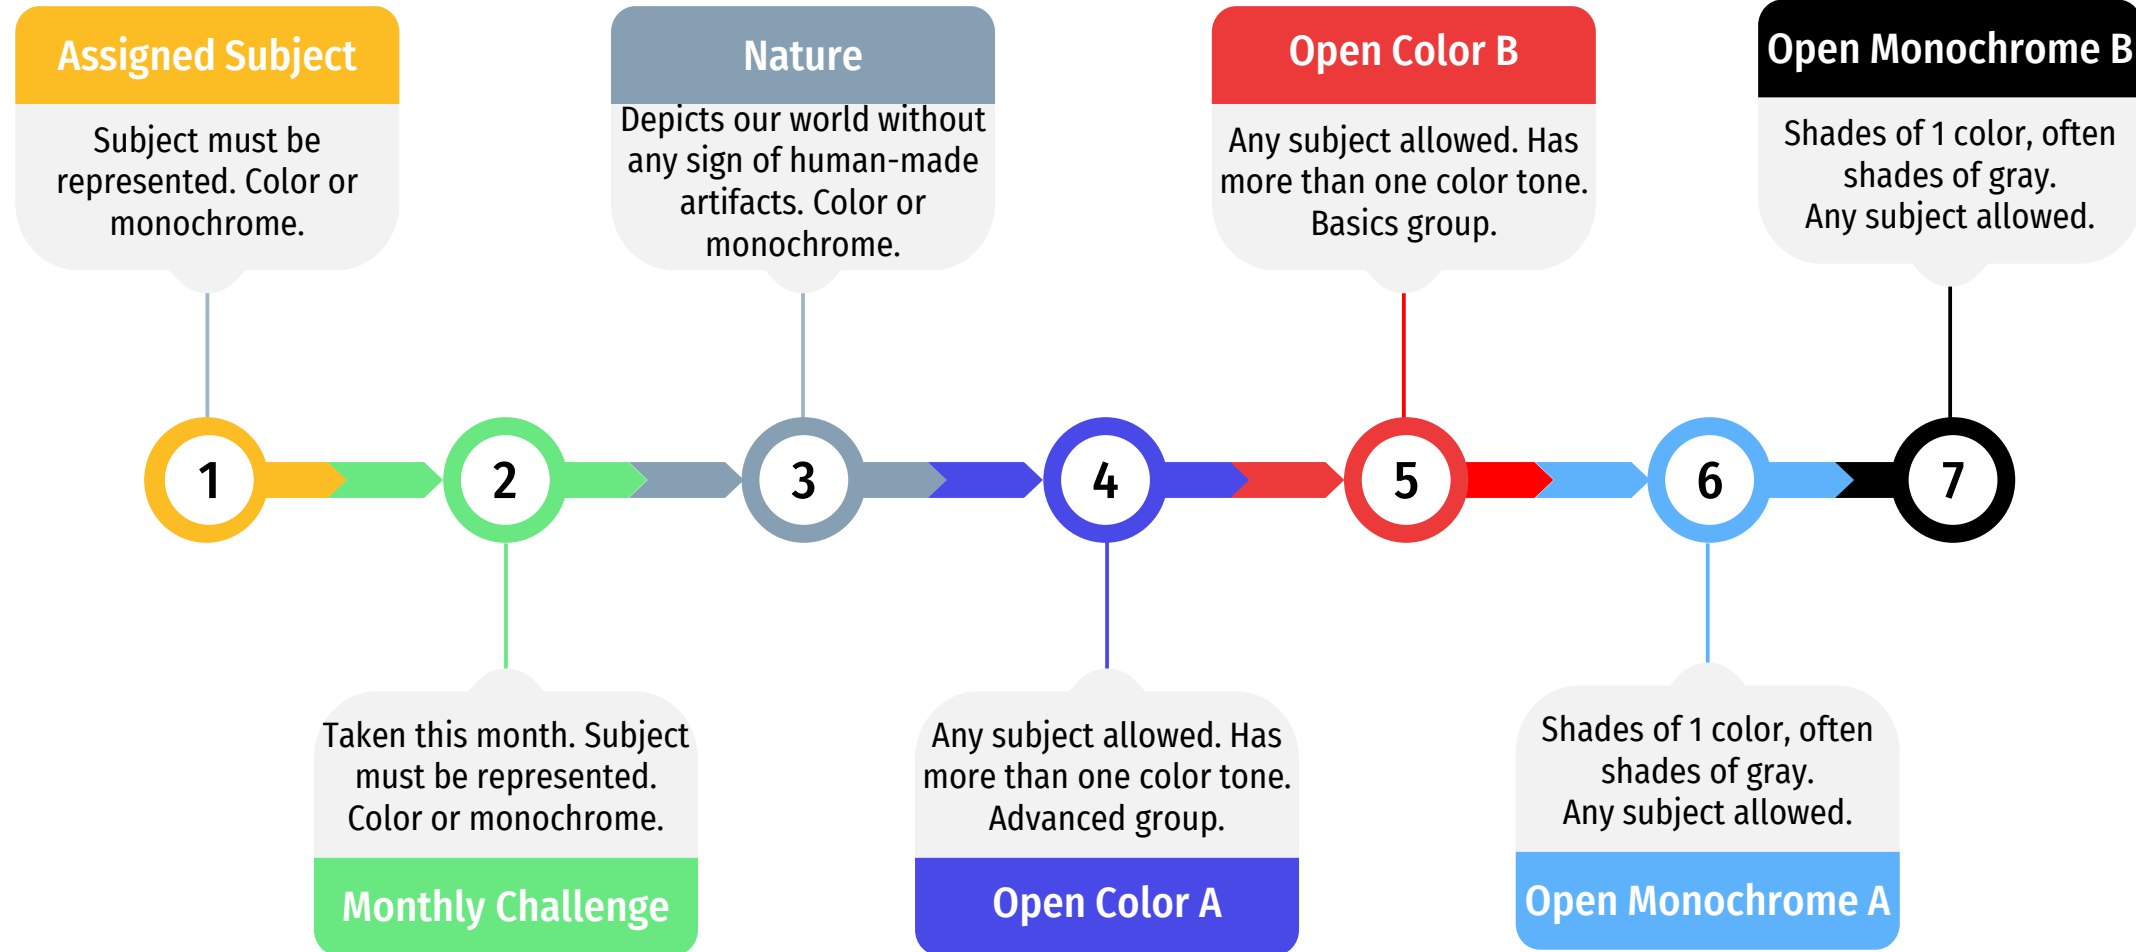 Assigned Subject
Subject must be
represented. Color or
monochrome.
Nature
Depicts our world without
any sign of human-made
artifacts. Color or
monochrome.
Open Color B
Any subject allowed. Has
more than one color tone.
Basics group.
Open Monochrome B
Shades of 1 color, often
shades of gray.
Any subject allowed.
1
2
3
4
5
6
7
Taken this month. Subject
must be represented.
Color or monochrome.
Monthly Challenge
Any subject allowed. Has
more than one color tone.
Advanced group.
Open Color A
Shades of 1 color, often
shades of gray.
Any subject allowed.
Open Monochrome A